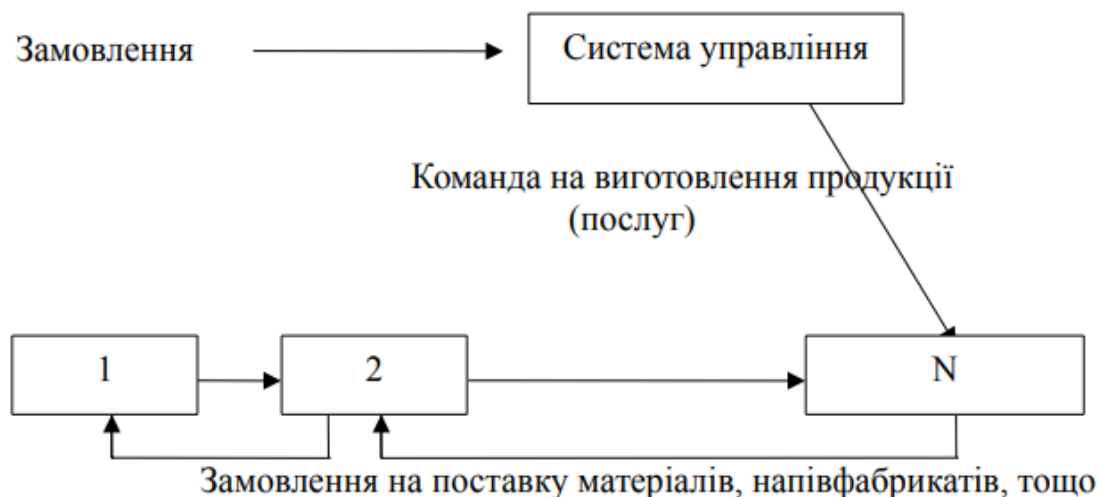 Замовлення
Система управління
Команда на виготовлення продукції
(послуг)
1
2
N
Замовлення на поставку матеріалів, напівфабрикатів, тощо